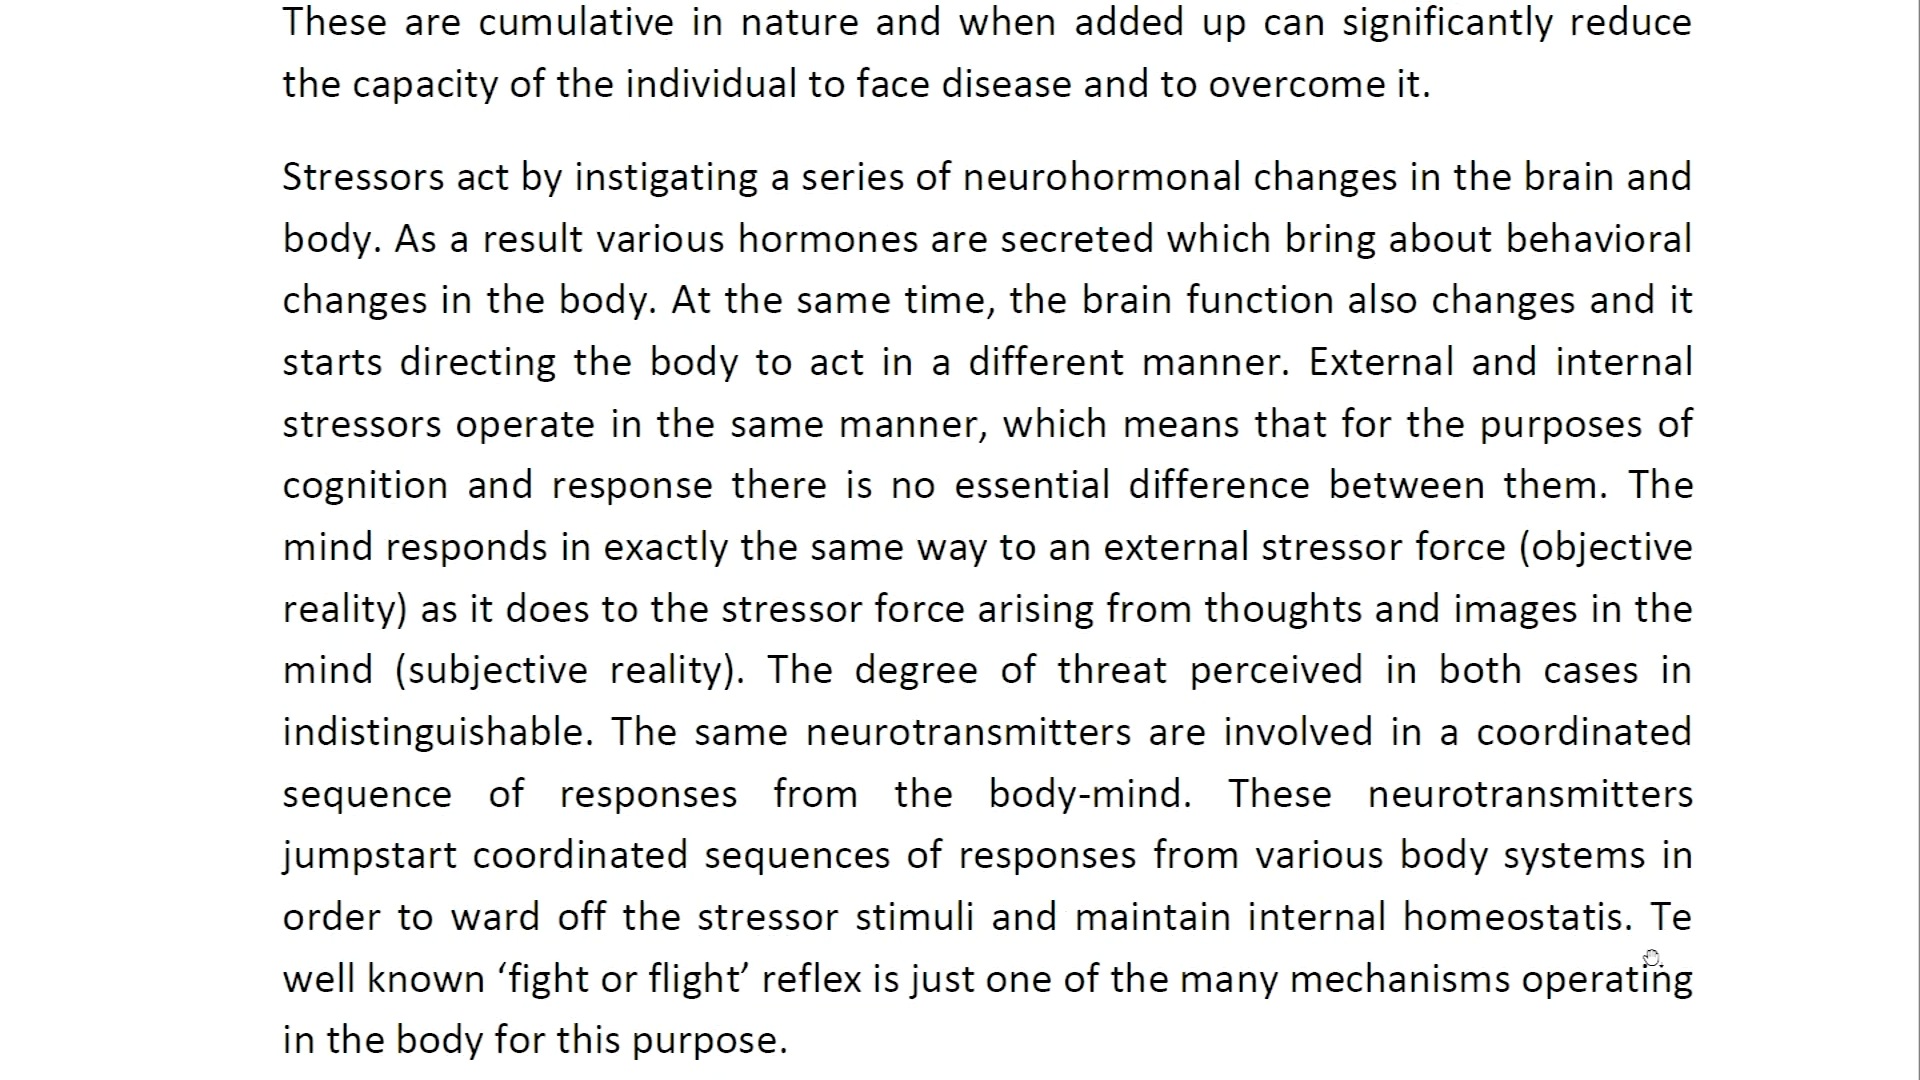 These are cumulative in nature and when added up can significantly reduce
the capacity of the individual to face disease and to overcome it.
Stressors act by instigating a series of neurohormonal changes in the brain and
body. As a result various hormones are secreted which bring about behavioral
changes in the body. At the same time, the brain function also changes and it
starts directing the body to act in a different manner. External and internal
stressors operate in the same manner, which means that for the purposes of
cognition and response there is no essential difference between them. The
mind responds in exactly the same way to an external stressor force (objective
reality) as it does to the stressor force arising from thoughts and images in the
mind (subjective reality). The degree of threat perceived in both cases in
indistinguishable. The same neurotransmitters are involved in a coordinated
sequence of responses from the body-mind. These neurotransmitters
jumpstart coordinated sequences of responses from various body systems in
order to ward off the stressor stimuli and maintain internal homeostatis. Te
well known ‘fight or flight’ reflex is just one of the many mechanisms operating
in the body for this purpose.